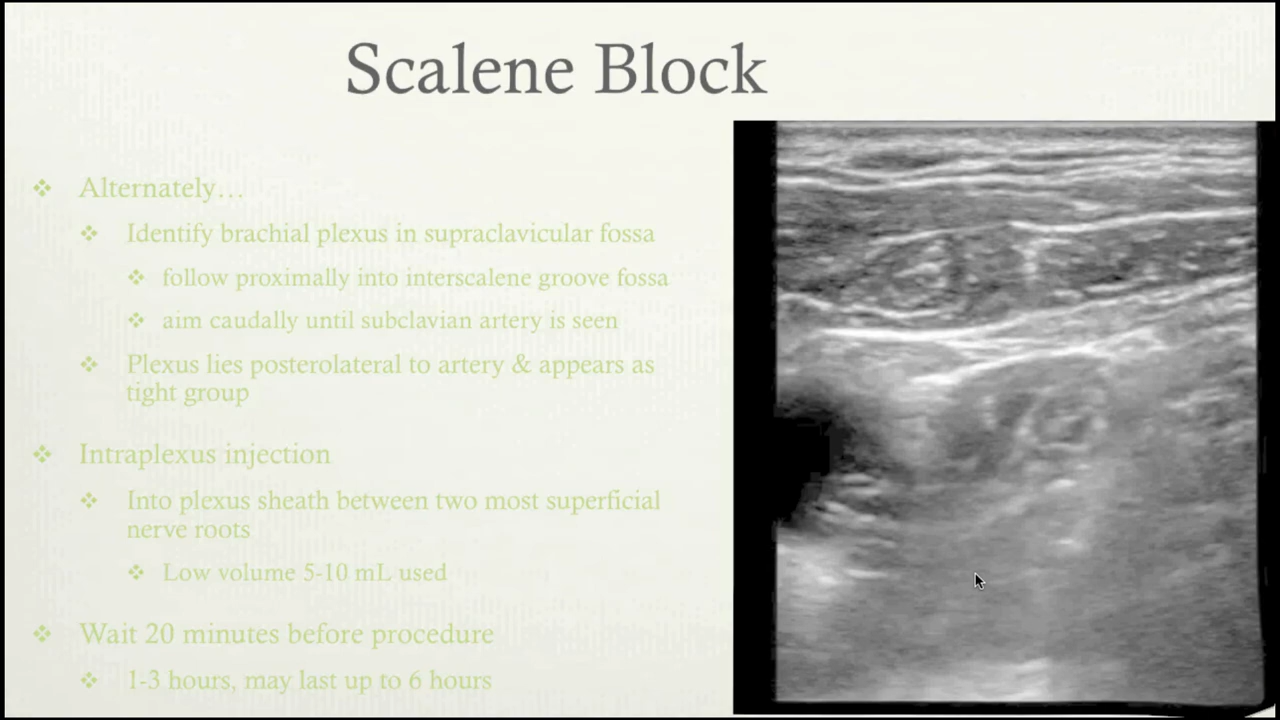 Scalene Block
Alternately…
Identify brachial plexus in supraclavicular fossa
follow proximally into interscalene groove fossa
aim caudally until subclavian artery is seen
Plexus lies posterolateral to artery & appears as
tight group
Intraplexus injection
Into plexus sheath between two most superficial
nerve roots
Low volume 5-10 mL used
Wait 20 minutes before procedure
1-3 hours, may last up to 6 hours